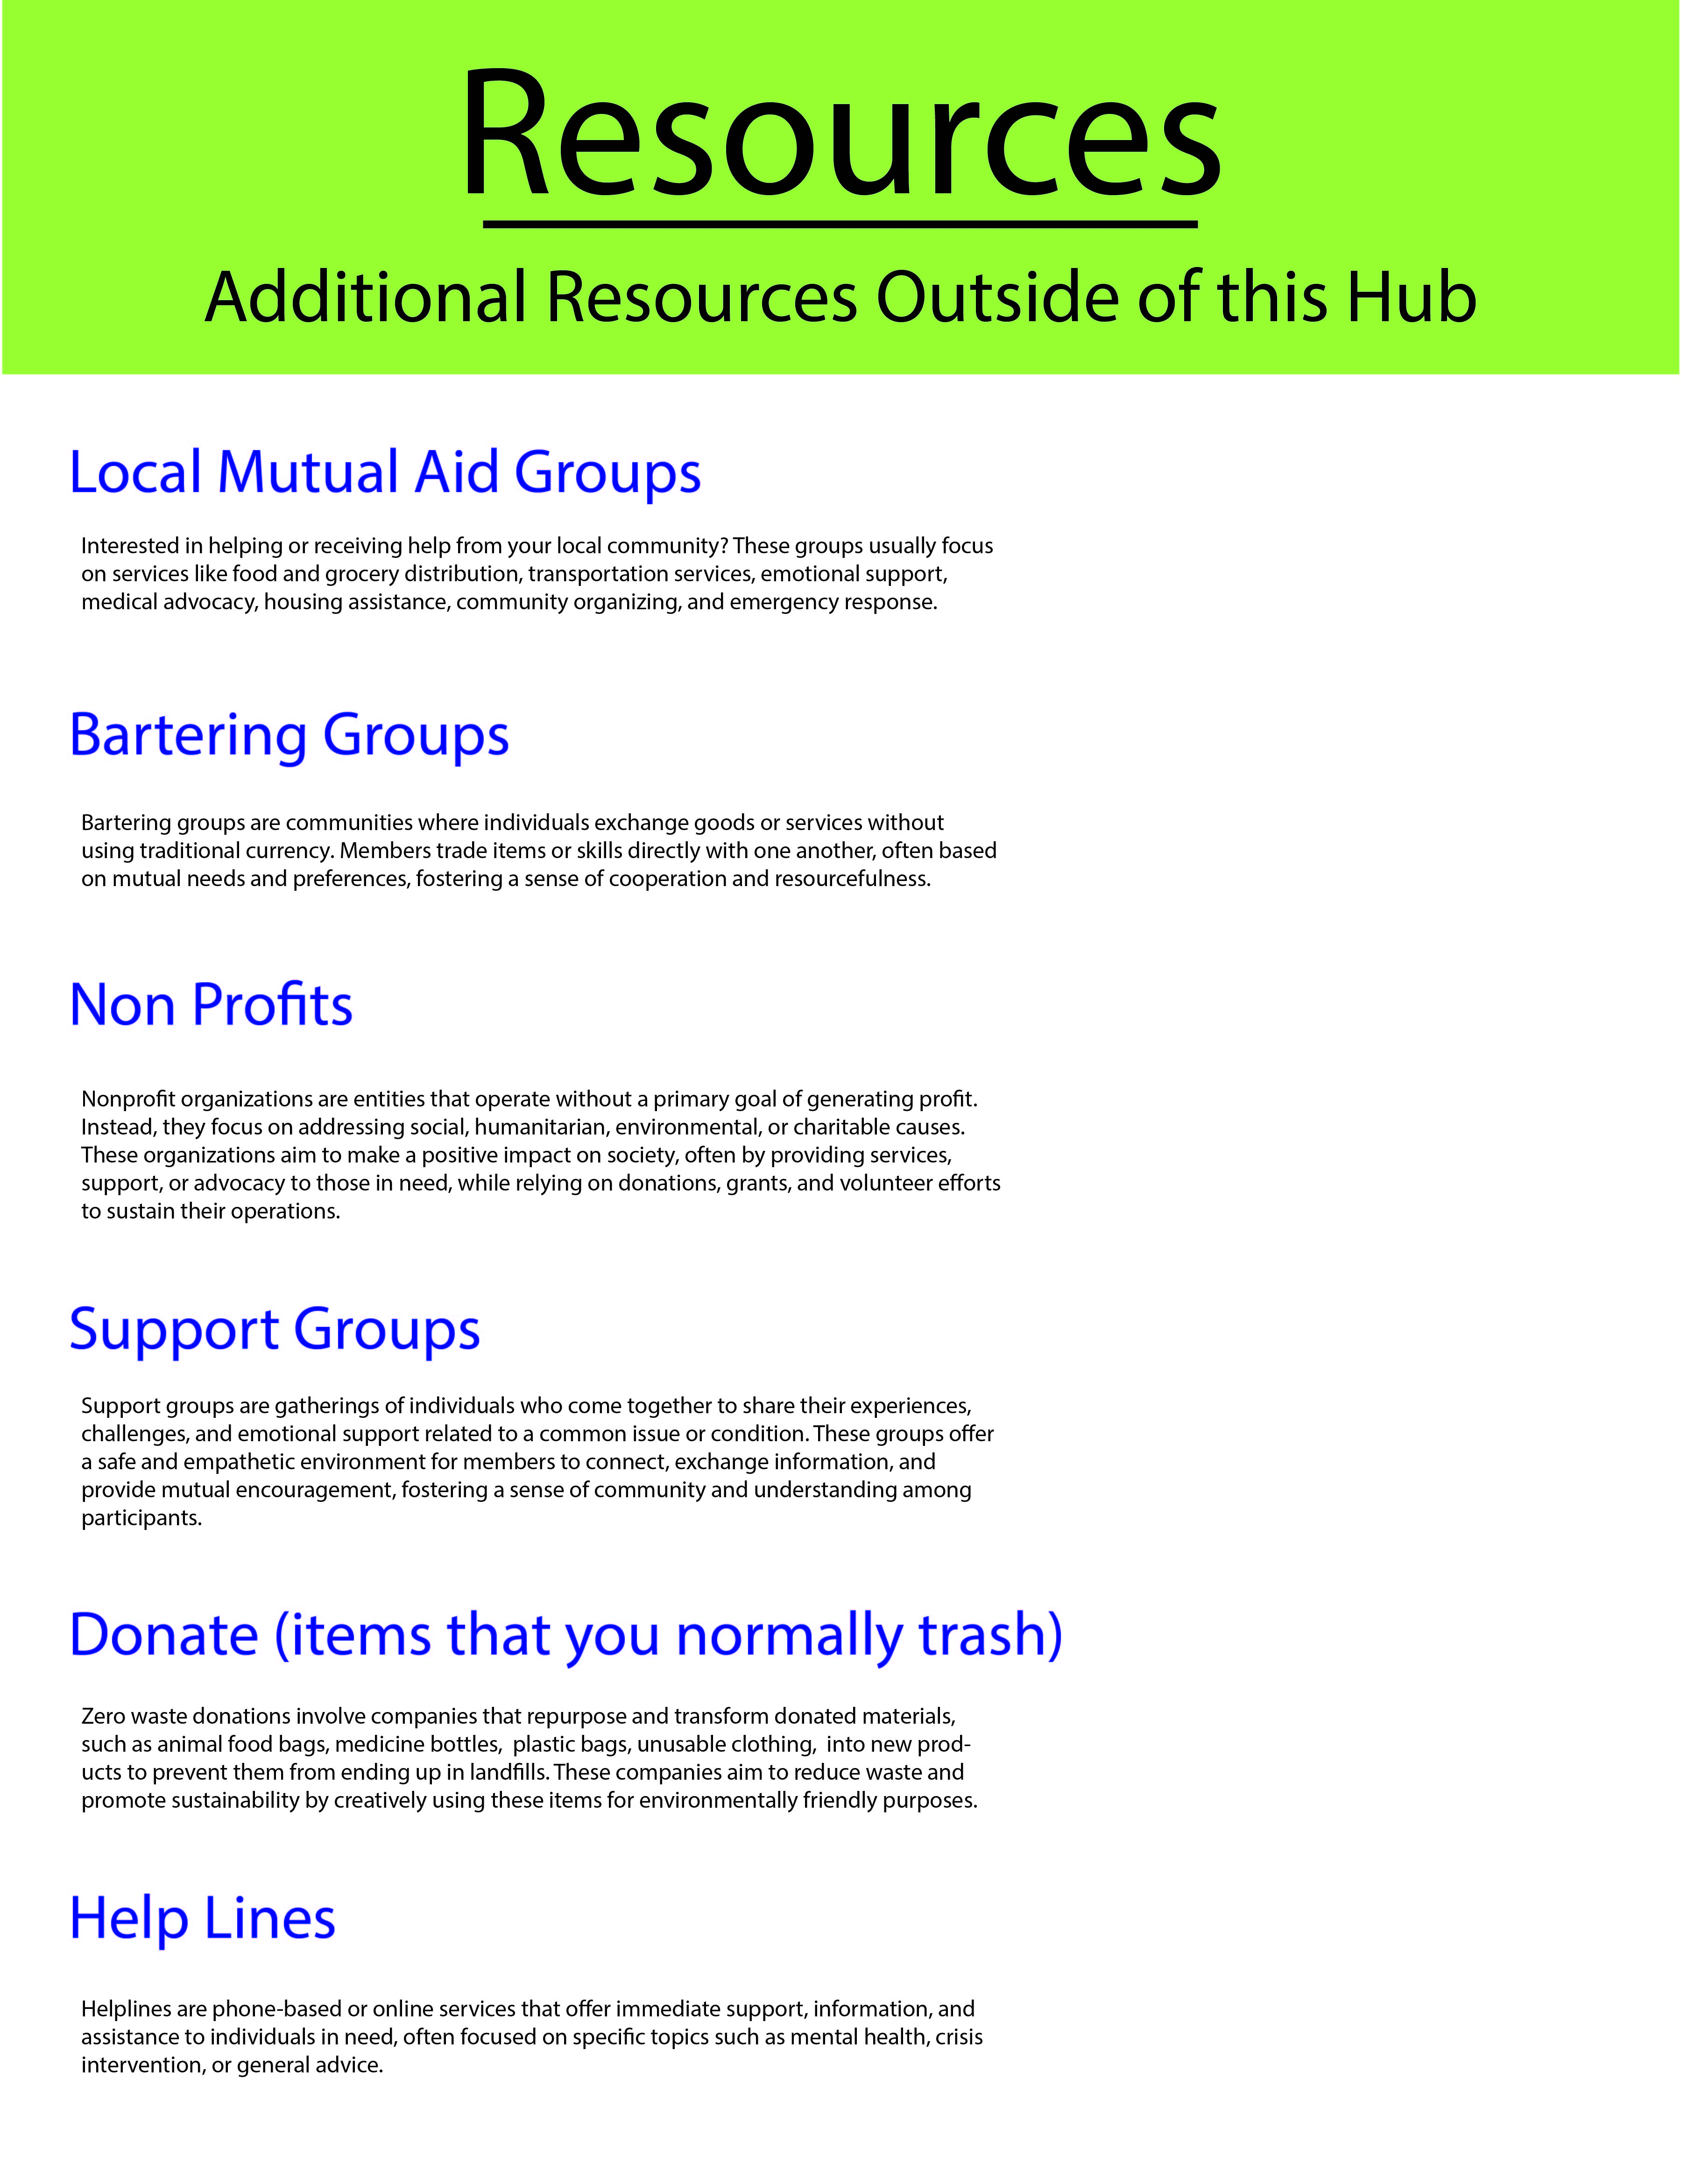 Resources
Additional Resources Outside of this Hub
Local Mutual Aid Groups
Interested in helping or receiving help from your local community? These groups usually focus
on services like food and grocery distribution, transportation services, emotional support,
medical advocacy, housing assistance, community organizing, and emergency response.
Bartering Groups
Bartering groups are communities where individuals exchange goods or services without
using traditional currency. Members trade items or skills directly with one another, often based
on mutual needs and preferences, fostering a sense of cooperation and resourcefulness.
Non Profits
Nonprofit organizations are entities that operate without a primary goal of generating profit.
Instead, they focus on addressing social, humanitarian, environmental, or charitable causes.
These organizations aim to make a positive impact on society, often by providing services,
support, or advocacy to those in need, while relying on donations, grants, and volunteer efforts
to sustain their operations.
Support Groups
Support groups are gatherings of individuals who come together to share their experiences,
challenges, and emotional support related to a common issue or condition. These groups offer
a safe and empathetic environment for members to connect, exchange information, and
provide mutual encouragement, fostering a sense of community and understanding among
participants.
Donate (items that you normally trash)
Zero waste donations involve companies that repurpose and transform donated materials,
such as animal food bags, medicine bottles,  plastic bags, unusable clothing,  into new prod-
ucts to prevent them from ending up in landfills. These companies aim to reduce waste and
promote sustainability by creatively using these items for environmentally friendly purposes.
Help Lines
Helplines are phone-based or online services that offer immediate support, information, and
assistance to individuals in need, often focused on specific topics such as mental health, crisis
intervention, or general advice.